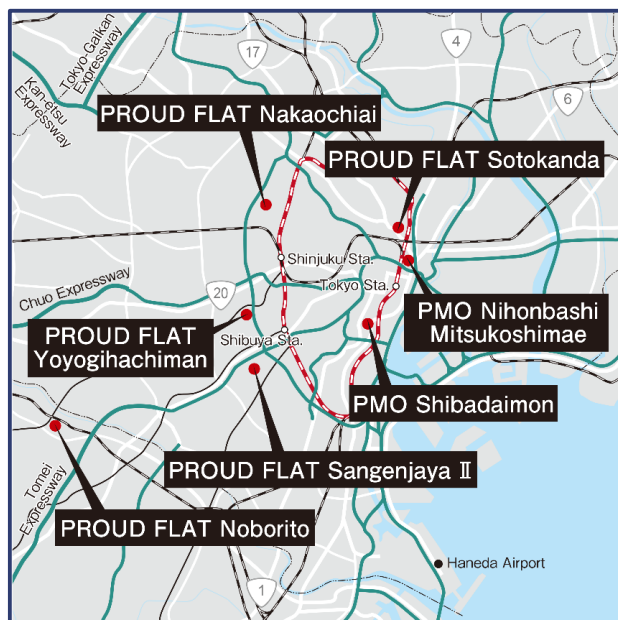 17
4
6
Tokyo-Gaikan
Expressway
Kan-etsu
Expressway
PROUD FLAT Nakaochiai
PROUD FLAT Sotokanda
Shinjuku Sta.
Tokyo Sta.
Chuo Expressway
20
PROUD FLAT
Yoyogihachiman
Shibuya Sta.
PMO Nihonbashi
Mitsukoshimae
PMO Shibadaimon
PROUD FLAT Sangenjaya Ⅱ
Tomei
Expressway
PROUD FLAT Noborito
Haneda Airport
1